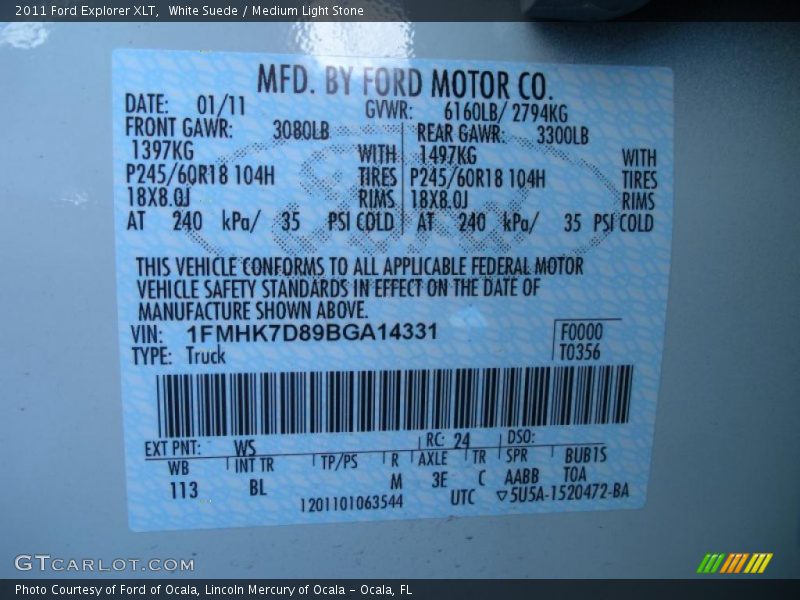 2011 Ford Explorer XLT, White Suede / Medium Light Stone
MFD. BY FORD MOTOR CO.
DATE: 01/11 GVWR: 6160LB/ 2794KG
FRONT GAWR: 3080LB REAR GAWR: 3300LB
1397KG WITH 1497KG WITH
P245/60R18 104H TIRES P245/60R18 104H TIRES
18X8.0J RIMS 18X8.0J RIMS
AT 240 kPa/ 35 PSI COLD AT 240 kPa/ 35 PSI COLD
THIS VEHICLE CONFORMS TO ALL APPLICABLE FEDERAL MOTOR
VEHICLE SAFETY STANDARDS IN EFFECT ON THE DATE OF
MANUFACTURE SHOWN ABOVE.
VIN: 1FMHK7D89BGA14331 F0000
TYPE: Truck T0356
EXT PNT: WS RC: 24 DSO:
WB INT TR TP/PS R AXLE TR SPR BUB1S
113 BL M 3E C AABB TOA
1201101063544 UTC ▽5U5A-1520472-BA
GTCARLOT.COM
Photo Courtesy of Ford of Ocala, Lincoln Mercury of Ocala – Ocala, FL